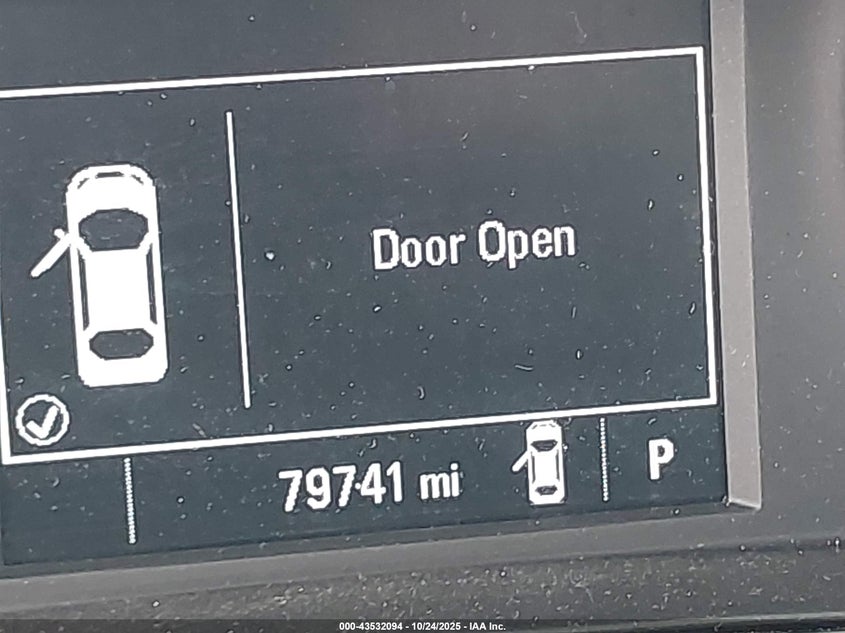 Door Open
79741 mi
P
000-43532094 - 10/24/2025 - IAA Inc.